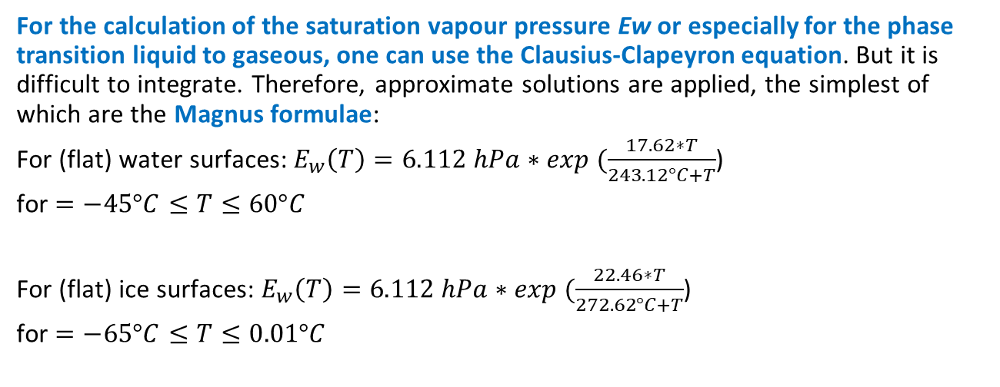 For the calculation of the saturation vapour pressure Ew or especially for the phase
transition liquid to gaseous, one can use the Clausius-Clapeyron equation. But it is
difficult to integrate. Therefore, approximate solutions are applied, the simplest of
which are the Magnus formulae:
For (flat) water surfaces: E_w(T) = 6.112 hPa * exp (\frac{17.62*T}{243.12°C+T})
for = −45°C ≤ T ≤ 60°C
For (flat) ice surfaces: E_w(T) = 6.112 hPa * exp (\frac{22.46*T}{272.62°C+T})
for = −65°C ≤ T ≤ 0.01°C